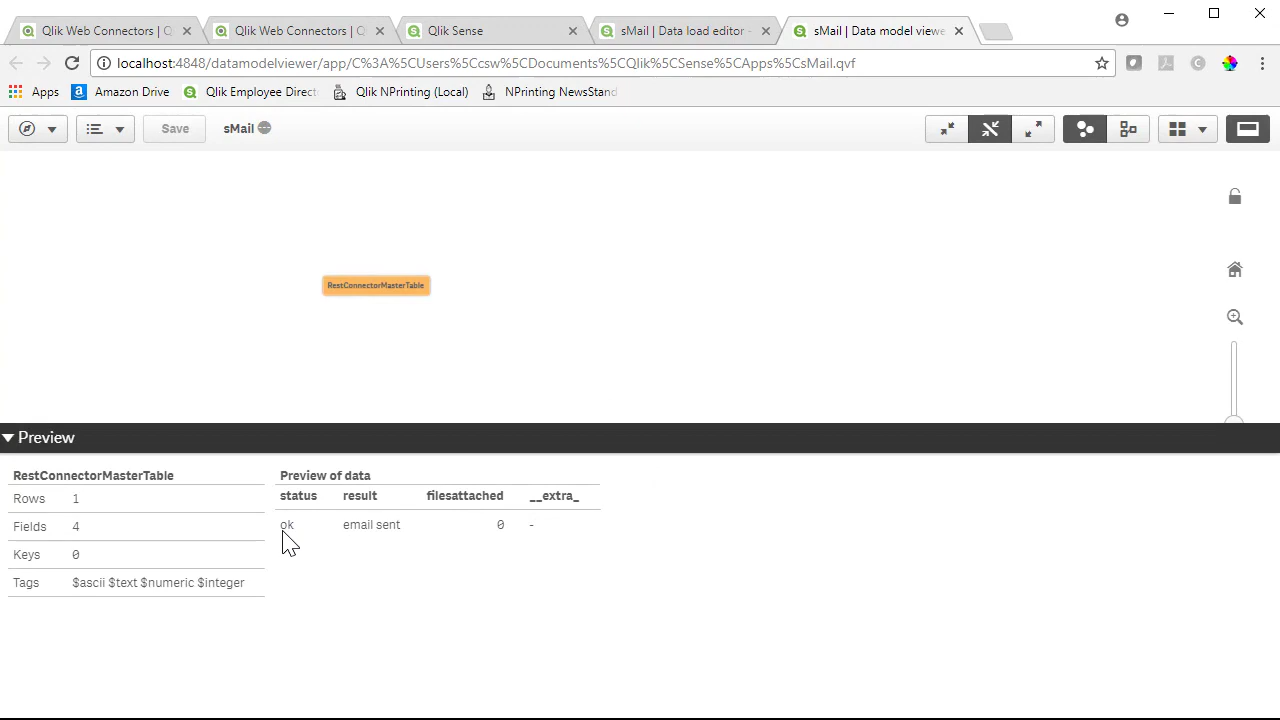 Qlik Web Connectors | Q
Qlik Web Connectors | Q
Qlik Sense
sMail | Data load editor -
sMail | Data model viewe
localhost:4848/datamodelviewer/app/C%3A%5CUsers%5Ccsw%5CDocuments%5CQlik%5CSense%5CApps%5CsMail.qvf
Apps
Amazon Drive
Qlik Employee Direct
Qlik NPrinting (Local)
NPrinting NewsStand
Save
sMail
RestConnectorMasterTable
Preview
RestConnectorMasterTable
Rows 1
Fields 4
Keys 0
Tags $ascii $text $numeric $integer
Preview of data
status result filesattached __extra_
ok email sent 0 -